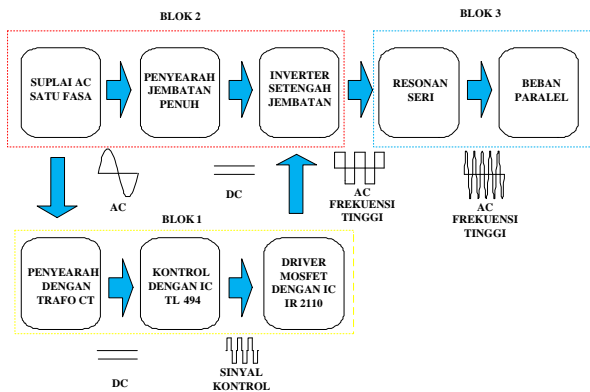 BLOK 2
BLOK 3
SUPLAI AC
SATU FASA
PENYEARAH
JEMBATAN
PENUH
INVERTER
SETENGAH
JEMBATAN
RESONAN
SERI
BEBAN
PARALEL
AC
DC
AC
FREKUENSI
TINGGI
AC
FREKUENSI
TINGGI
BLOK 1
PENYEARAH
DENGAN
TRAFO CT
KONTROL
DENGAN IC
TL 494
DRIVER
MOSFET
DENGAN IC
IR 2110
DC
SINYAL
KONTROL